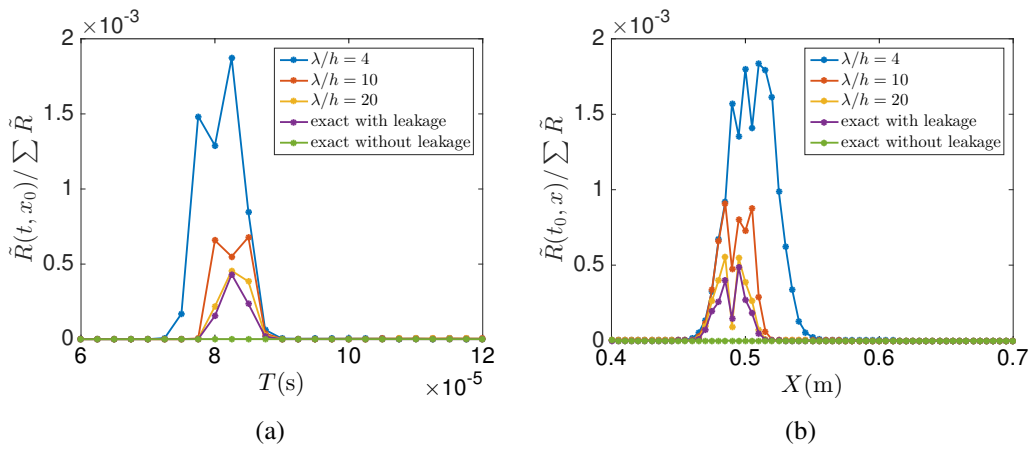 ×10⁻³
2
1.5
1
0.5
0
R̃(t, x₀)/ ∑ R̃
λ/h = 4
λ/h = 10
λ/h = 20
exact with leakage
exact without leakage
6 8 10 12
×10⁻⁵
T(s)
(a)
×10⁻³
2
1.5
1
0.5
0
R̃(t₀, x)/ ∑ R̃
λ/h = 4
λ/h = 10
λ/h = 20
exact with leakage
exact without leakage
0.4 0.5 0.6 0.7
X(m)
(b)